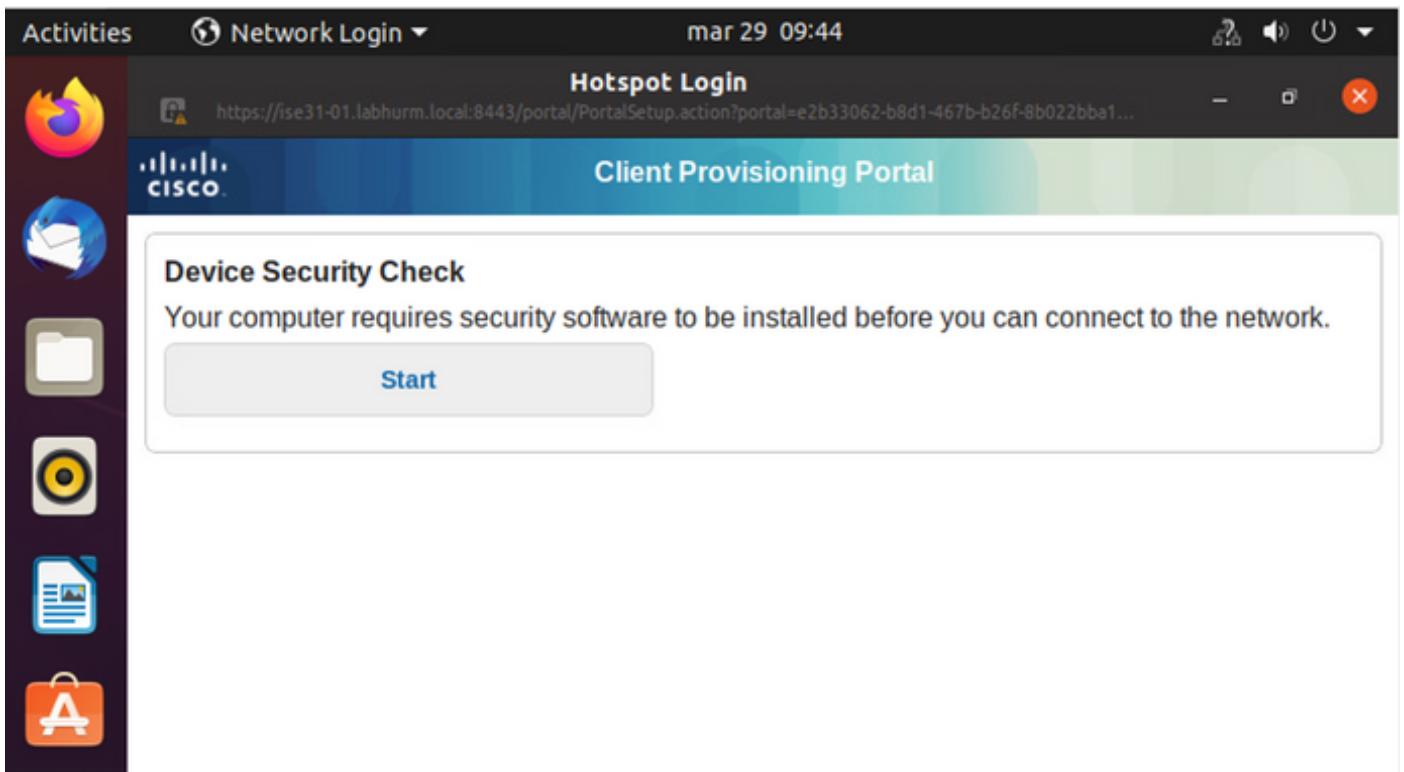 Activities Network Login mar 29 09:44
Hotspot Login
https://ise31-01.labhurm.local:8443/portal/PortalSetup.action?portal=e2b33062-b8d1-467b-b26f-8b022bba1...
CISCO Client Provisioning Portal
Device Security Check
Your computer requires security software to be installed before you can connect to the network.
Start